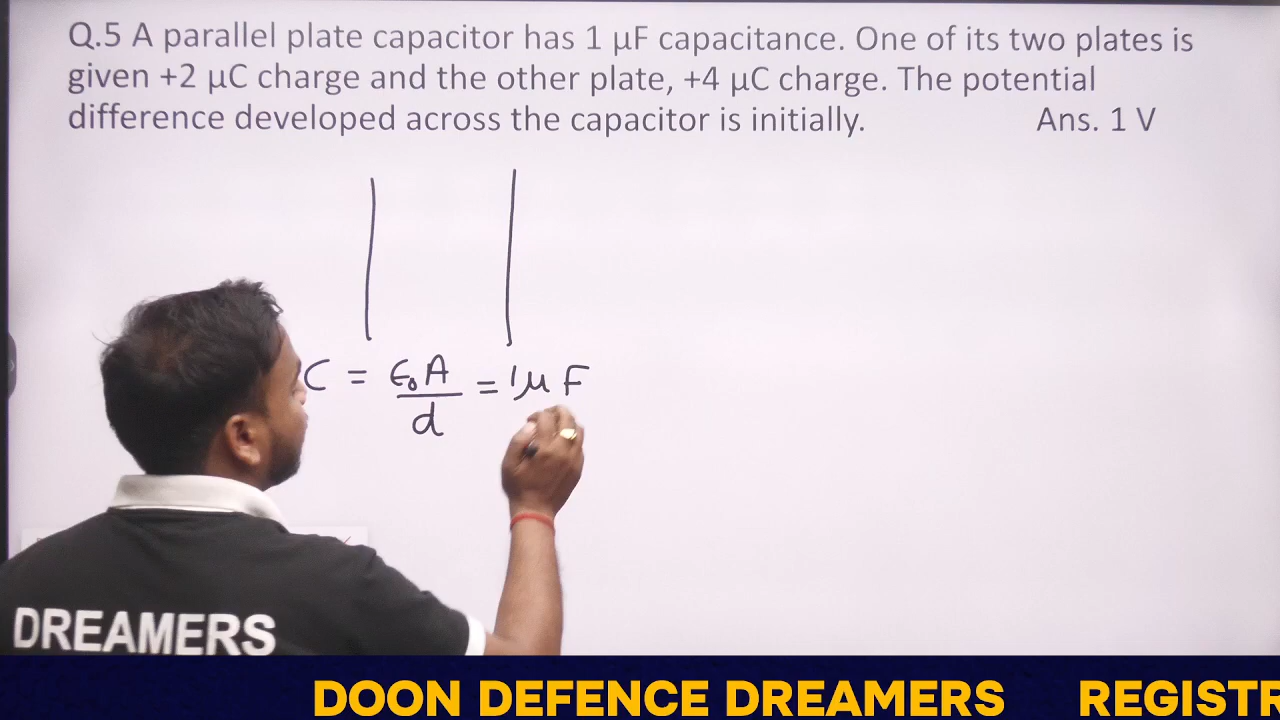 Q.5 A parallel plate capacitor has 1 μF capacitance. One of its two plates is
given +2 μC charge and the other plate, +4 μC charge. The potential
difference developed across the capacitor is initially. Ans. 1 V
C = ε₀A/d = 1μF
DREAMERS
DOON DEFENCE DREAMERS REGISTR